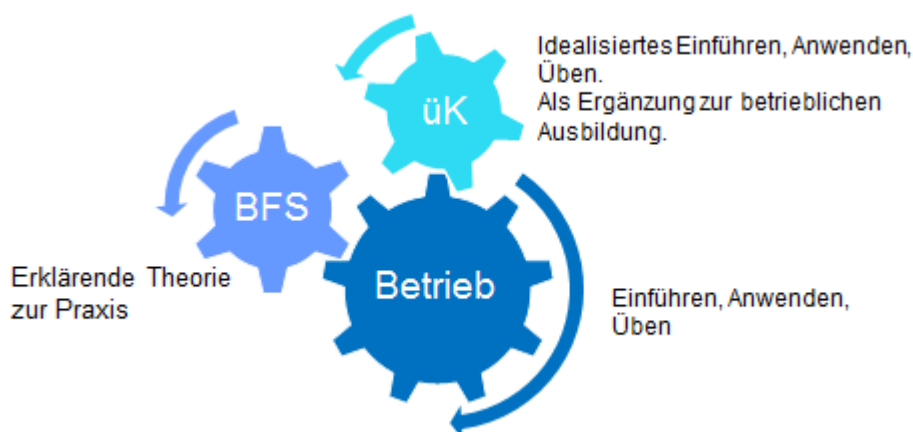 Idealisiertes Einführen, Anwenden,
Üben.
Als Ergänzung zur betrieblichen
Ausbildung.
üK
BFS
Betrieb
Erklärende Theorie
zur Praxis
Einführen, Anwenden,
Üben